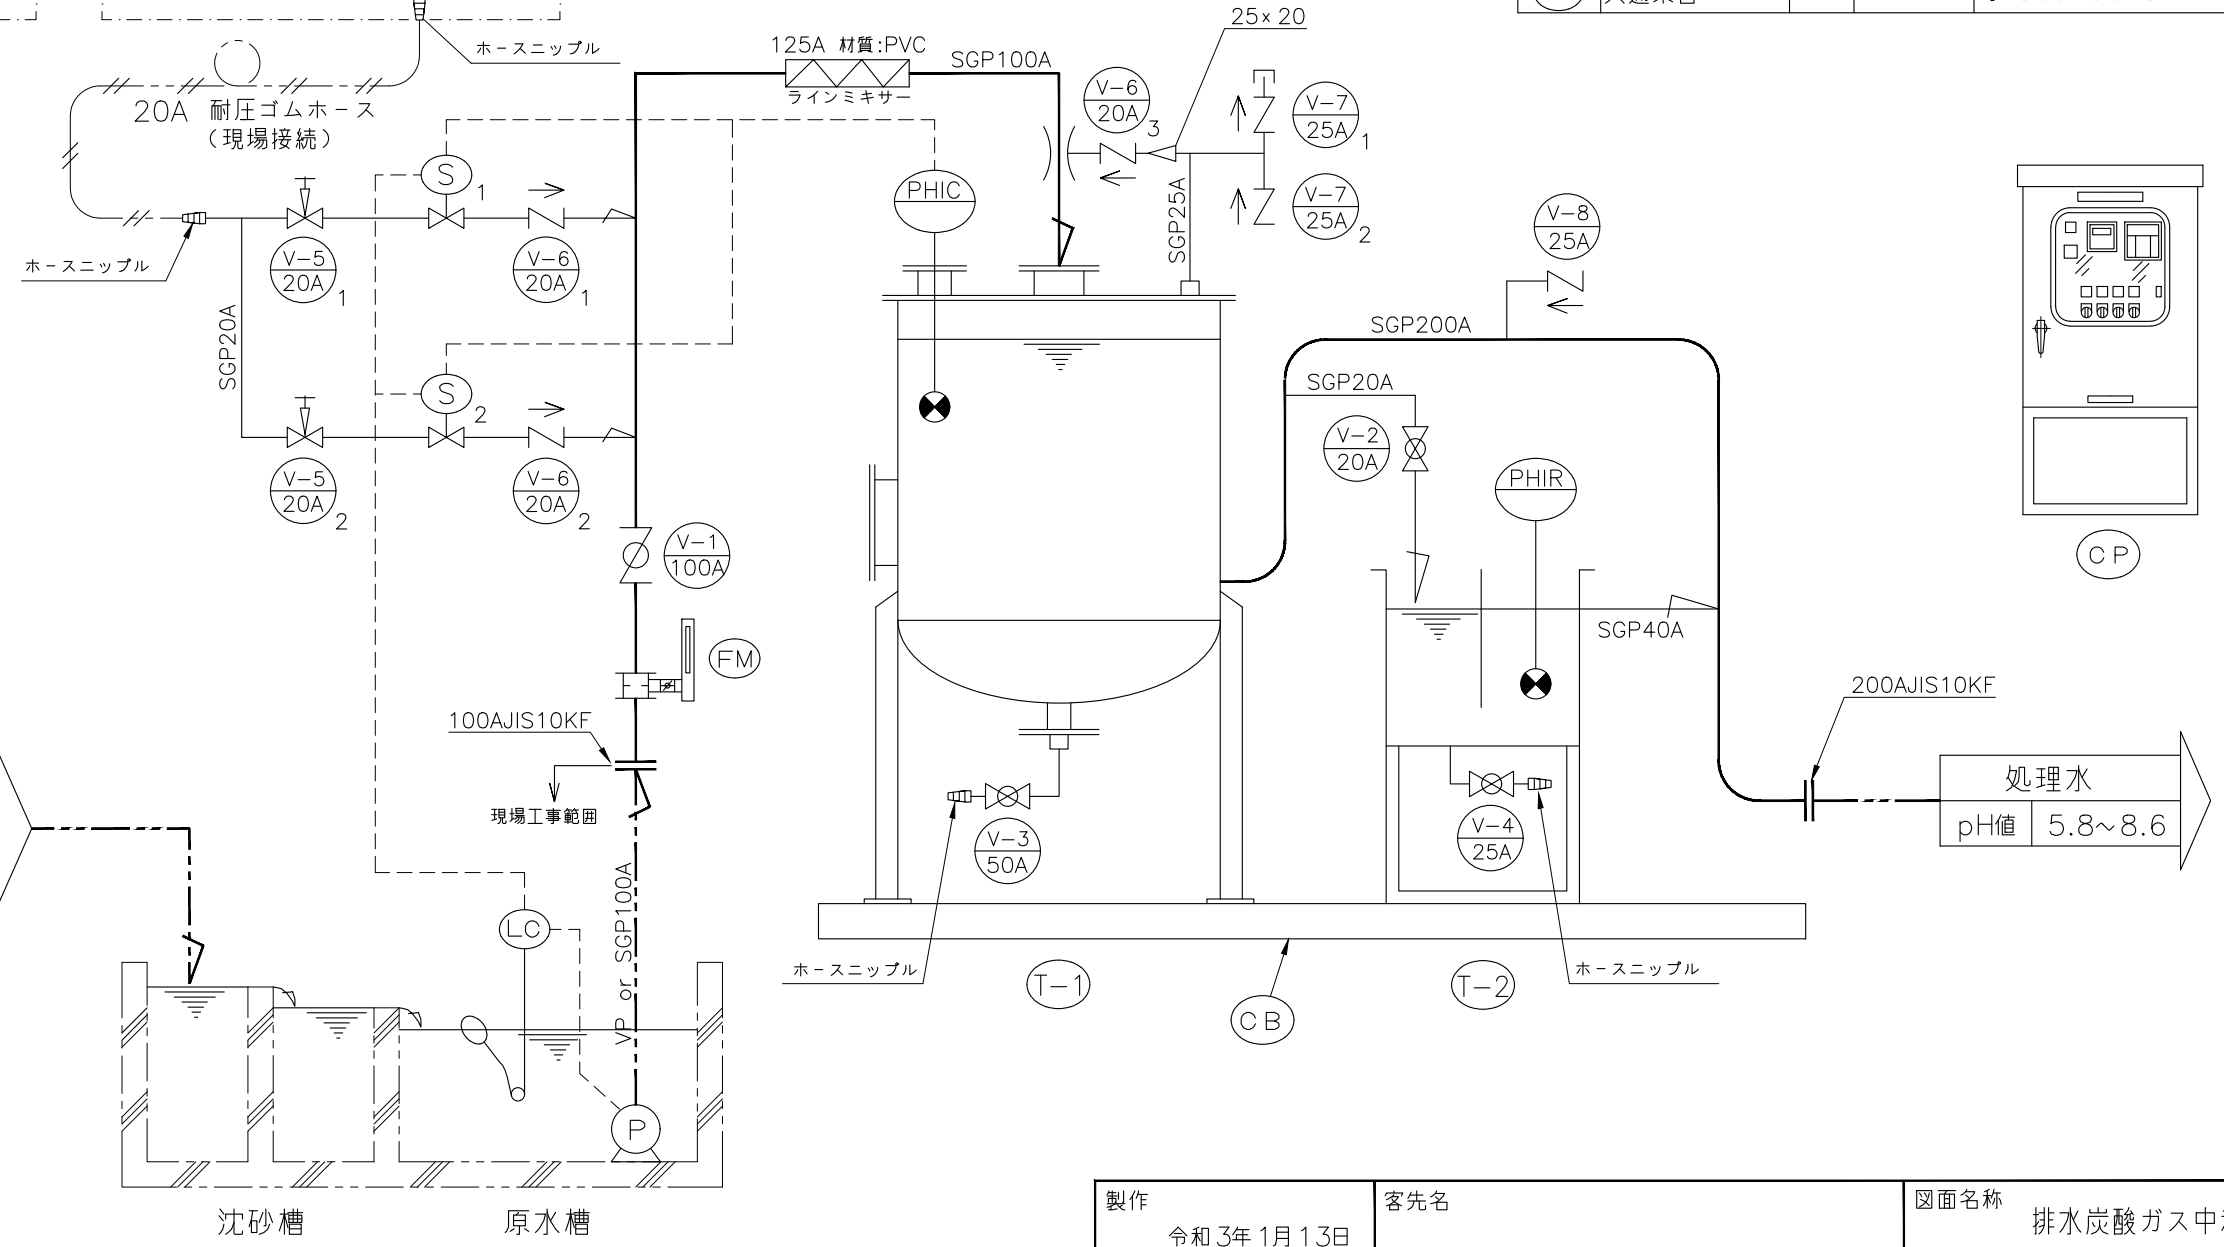 25×20
ホースニップル
125A 材質:PVC
SGP100A
ラインミキサー
20A 耐圧ゴムホース
(現場接続)
V-6
20A
3
V-7
25A
1
V-7
25A
2
SGP25A
S
1
PHIC
V-8
25A
ホースニップル
V-5
20A
1
V-6
20A
1
SGP20A
SGP200A
SGP20A
S
2
V-2
20A
PHIR
V-5
20A
2
V-6
20A
2
V-1
100A
CP
SGP40A
FM
200AJIS10KF
100AJIS10KF
現場工事範囲
処理水
pH値 5.8~8.6
V-3
50A
V-4
25A
VP or SGP100A
LC
ホースニップル
T-1
CB
T-2
ホースニップル
P
沈砂槽
原水槽
製作
令和3年1月13日
客先名
図面名称
排水炭酸ガス中